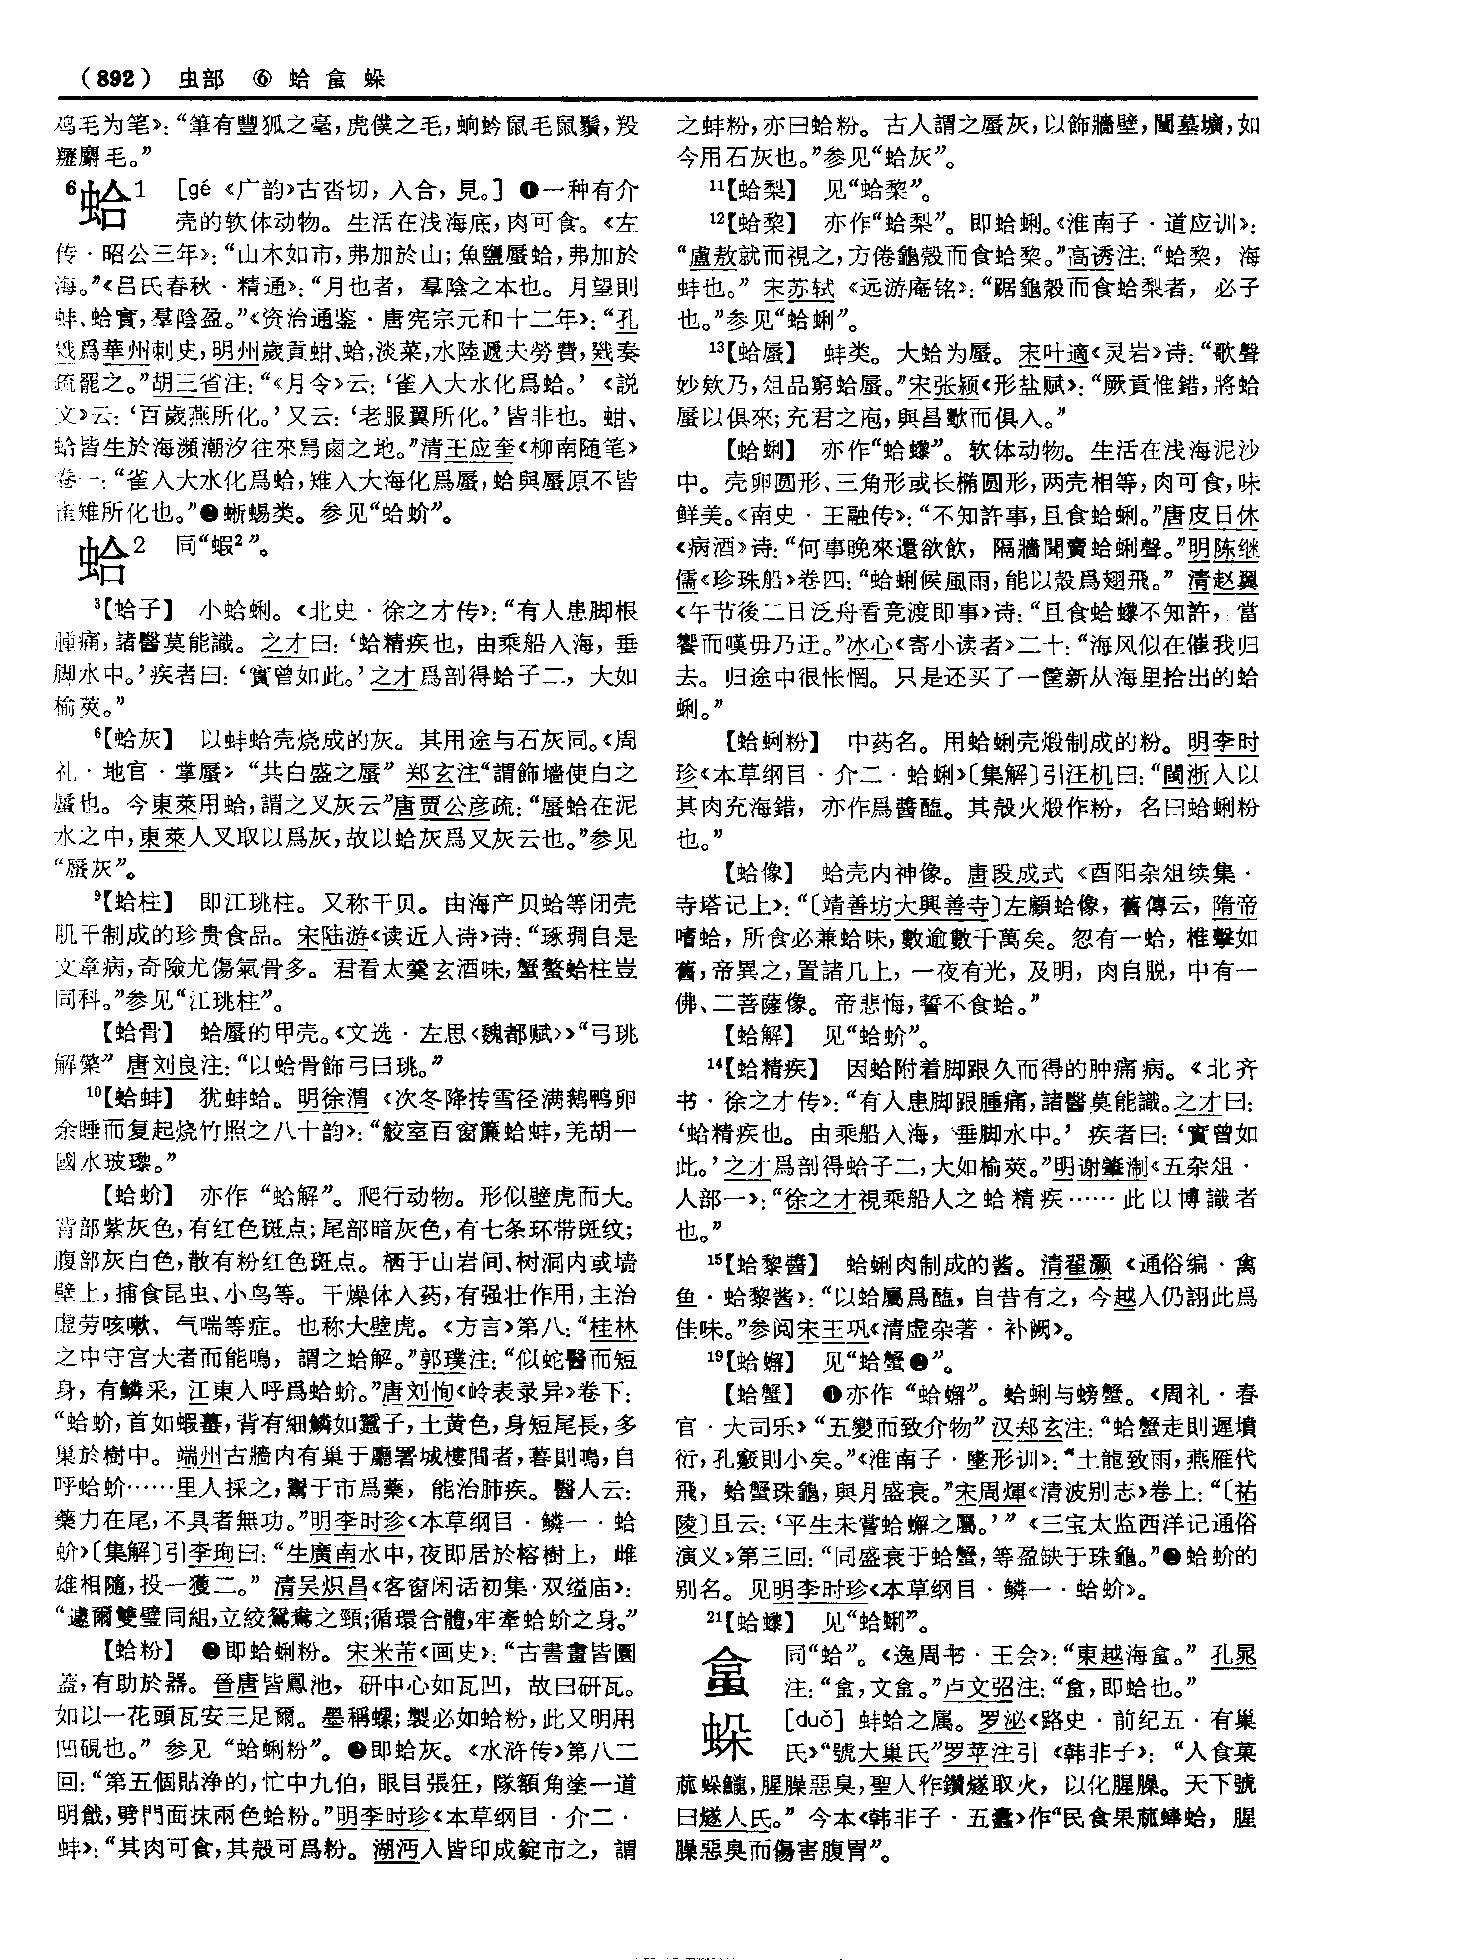 （892） 虫部 ⑥ 蛤 𧉻 䖯
鸡毛为笔》：“筆有豐狐之毫，虎僕之毛，蚼蛉鼠毛鼠鬚，羖
羅麝毛。”
⁶蛤¹ ［gé 《广韵》古沓切，入合，見。］❶一种有介
壳的软体动物。生活在浅海底，肉可食。《左
传·昭公三年》：“山木如市，弗加於山；魚鹽蜃蛤，弗加於
海。”《吕氏春秋·精通》：“月也者，羣陰之本也。月望則
蚌、蛤實，羣陰盈。”《资治通鉴·唐宪宗元和十二年》：“孔
戣爲華州刺史，明州歲貢蚶、蛤，淡菜，水陸遞夫勞費，戣奏
疏罷之。”胡三省注：“《月令》云：‘雀入大水化爲蛤。’《説
文》云：‘百歲燕所化。’又云：‘老服翼所化。’皆非也。蚶、
蛤皆生於海瀕潮汐往來舄鹵之地。”清王应奎《柳南随笔》
卷一：“雀入大水化爲蛤，雉入大海化爲蜃，蛤與蜃原不皆
雀雉所化也。”❷蜥蜴类。参见“蛤蚧”。
蛤² 同“蝦²”。
³【蛤子】 小蛤蜊。《北史·徐之才传》：“有人患脚根
腫痛，諸醫莫能識。之才曰：‘蛤精疾也，由乘船入海，垂
脚水中。’疾者曰：‘實曾如此。’之才爲剖得蛤子二，大如
榆莢。”
⁶【蛤灰】 以蚌蛤壳烧成的灰。其用途与石灰同。《周
礼·地官·掌蜃》“共白盛之蜃”郑玄注“謂飾墙使白之
蜃也。今東萊用蛤，謂之叉灰云”唐贾公彦疏：“蜃蛤在泥
水之中，東萊人叉取以爲灰，故以蛤灰爲叉灰云也。”参见
“蜃灰”。
⁹【蛤柱】 即江珧柱。又称干贝。由海产贝蛤等闭壳
肌干制成的珍贵食品。宋陆游《读近人诗》诗：“琢琱自是
文章病，奇險尤傷氣骨多。君看太羹玄酒味，蟹螯蛤柱豈
同科。”参见“江珧柱”。
【蛤骨】 蛤蜃的甲壳。《文选·左思〈魏都赋〉》“弓珧
解檠”唐刘良注：“以蛤骨飾弓曰珧。”
¹⁰【蛤蚌】 犹蚌蛤。明徐渭《次冬降抟雪径满鹅鸭卵
余睡而复起烧竹照之八十韵》：“鮫室百窗簾蛤蚌，羌胡一
國水玻瓈。”
【蛤蚧】 亦作“蛤解”。爬行动物。形似壁虎而大。
背部紫灰色，有红色斑点；尾部暗灰色，有七条环带斑纹；
腹部灰白色，散有粉红色斑点。栖于山岩间、树洞内或墙
壁上，捕食昆虫、小鸟等。干燥体入药，有强壮作用，主治
虚劳咳嗽、气喘等症。也称大壁虎。《方言》第八：“桂林
之中守宫大者而能鳴，謂之蛤解。”郭璞注：“似蛇醫而短
身，有鱗采，江東人呼爲蛤蚧。”唐刘恂《岭表录异》卷下：
“蛤蚧，首如蝦蟇，背有細鱗如蠶子，土黄色，身短尾長，多
巢於樹中。端州古牆内有巢于廳署城樓間者，暮則鳴，自
呼蛤蚧……里人採之，鬻于市爲藥，能治肺疾。醫人云：
藥力在尾，不具者無功。”明李时珍《本草纲目·鳞一·蛤
蚧》〔集解〕引李珣曰：“生廣南水中，夜即居於榕樹上，雌
雄相隨，投一獲二。”清吴炽昌《客窗闲话初集·双缢庙》：
“遽爾雙璧同組，立絞鴛鴦之頸；循環合體，牢牽蛤蚧之身。”
【蛤粉】 ❶即蛤蜊粉。宋米芾《画史》：“古書畫皆圜
蓋，有助於器。晉唐皆鳳池，研中心如瓦凹，故曰研瓦。
如以一花頭瓦安三足爾。墨稱螺；製必如蛤粉，此又明用
凹硯也。”参见“蛤蜊粉”。❷即蛤灰。《水浒传》第八二
回：“第五個貼净的，忙中九伯，眼目張狂，隊額角塗一道
明戧，劈門面抹兩色蛤粉。”明李时珍《本草纲目·介二·
蚌》：“其肉可食，其殻可爲粉。湖沔人皆印成錠市之，謂
之蚌粉，亦曰蛤粉。古人謂之蜃灰，以飾牆壁，闉墓壙，如
今用石灰也。”参见“蛤灰”。
¹¹【蛤梨】 见“蛤黎”。
¹²【蛤黎】 亦作“蛤梨”。即蛤蜊。《淮南子·道应训》：
“盧敖就而視之，方倦龜殻而食蛤黎。”高诱注：“蛤黎，海
蚌也。”宋苏轼《远游庵铭》：“踞龜殻而食蛤梨者，必子
也。”参见“蛤蜊”。
¹³【蛤蜃】 蚌类。大蛤为蜃。宋叶適《灵岩》诗：“歌聲
妙欸乃，俎品窮蛤蜃。”宋张颍《形盐赋》：“厥貢惟錯，將蛤
蜃以俱來；充君之庖，與昌歜而俱入。”
【蛤蜊】 亦作“蛤蠫”。软体动物。生活在浅海泥沙
中。壳卵圆形、三角形或长椭圆形，两壳相等，肉可食，味
鲜美。《南史·王融传》：“不知許事，且食蛤蜊。”唐皮日休
《病酒》诗：“何事晚來還欲飲，隔牆聞賣蛤蜊聲。”明陈继
儒《珍珠船》卷四：“蛤蜊候風雨，能以殻爲翅飛。”清赵翼
《午节後二日泛舟看竞渡即事》诗：“且食蛤蠫不知許，當
饗而嘆毋乃迂。”冰心《寄小读者》二十：“海风似在催我归
去。归途中很怅惘。只是还买了一筐新从海里拾出的蛤
蜊。”
【蛤蜊粉】 中药名。用蛤蜊壳煅制成的粉。明李时
珍《本草纲目·介二·蛤蜊》〔集解〕引汪机曰：“閩浙人以
其肉充海錯，亦作爲醬醢。其殻火煅作粉，名曰蛤蜊粉
也。”
【蛤像】 蛤壳内神像。唐段成式《酉阳杂俎续集·
寺塔记上》：“〔靖善坊大興善寺〕左顧蛤像，舊傳云，隋帝
嗜蛤，所食必兼蛤味，數逾數千萬矣。忽有一蛤，椎擊如
舊，帝異之，置諸几上，一夜有光，及明，肉自脱，中有一
佛、二菩薩像。帝悲悔，誓不食蛤。”
【蛤解】 见“蛤蚧”。
¹⁴【蛤精疾】 因蛤附着脚跟久而得的肿痛病。《北齐
书·徐之才传》：“有人患脚跟腫痛，諸醫莫能識。之才曰：
‘蛤精疾也。由乘船入海，垂脚水中。’疾者曰：‘實曾如
此。’之才爲剖得蛤子二，大如榆莢。”明谢肇淛《五杂俎·
人部一》：“徐之才視乘船人之蛤精疾……此以博識者
也。”
¹⁵【蛤黎醬】 蛤蜊肉制成的酱。清翟灏《通俗编·禽
鱼·蛤黎酱》：“以蛤屬爲醢，自昔有之，今越人仍詡此爲
佳味。”参阅宋王巩《清虚杂著·补阙》。
¹⁹【蛤蠏】 见“蛤蟹❷”。
【蛤蟹】 ❶亦作“蛤蠏”。蛤蜊与螃蟹。《周礼·春
官·大司乐》“五變而致介物”汉郑玄注：“蛤蟹走則遲墳
衍，孔竅則小矣。”《淮南子·墬形训》：“土龍致雨，燕雁代
飛，蛤蟹珠龜，與月盛衰。”宋周煇《清波别志》卷上：“〔祐
陵〕且云：‘平生未嘗蛤蠏之屬。’”《三宝太监西洋记通俗
演义》第三回：“同盛衰于蛤蟹，等盈缺于珠龜。”❷蛤蚧的
别名。见明李时珍《本草纲目·鳞一·蛤蚧》。
²¹【蛤蠫】 见“蛤蜊”。
𧉻 同“蛤”。《逸周书·王会》：“東越海𧉻。”孔晁
注：“𧉻，文𧉻。”卢文弨注：“𧉻，即蛤也。”
䖯 ［duǒ］ 蚌蛤之属。罗泌《路史·前纪五·有巢
氏》“號大巢氏”罗苹注引《韩非子》：“人食菓
蓏䖯鱲，腥臊惡臭，聖人作鑽燧取火，以化腥臊。天下號
曰燧人氏。”今本《韩非子·五蠹》作“民食果蓏蜯蛤，腥
臊惡臭而傷害腹胃”。